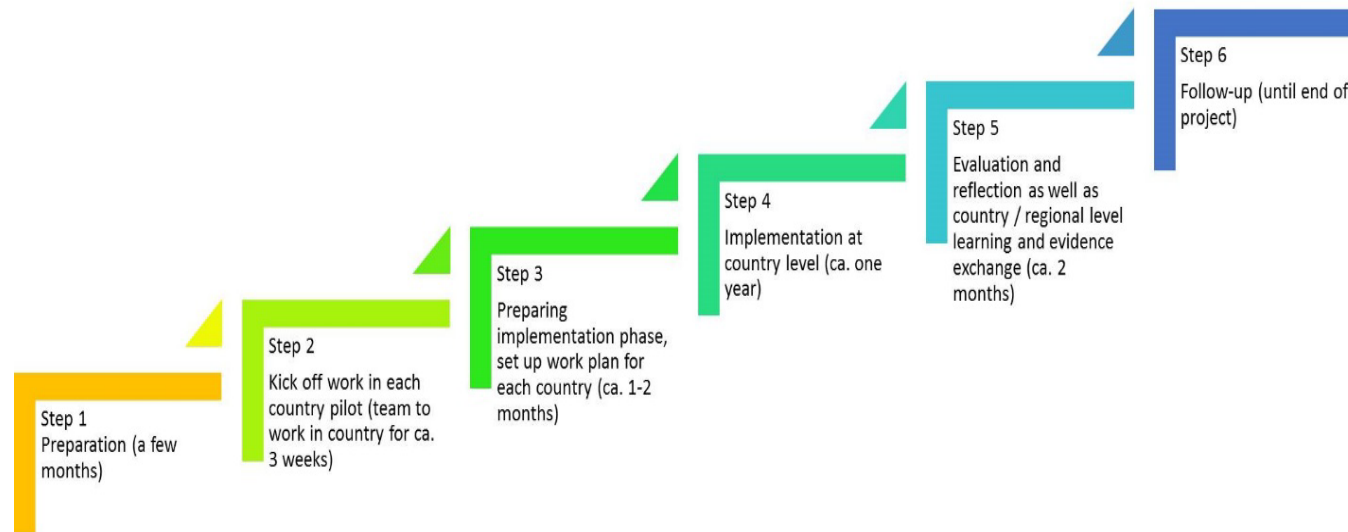 Step 1
Preparation (a few
months)
Step 2
Kick off work in each
country pilot (team to
work in country for ca.
3 weeks)
Step 3
Preparing
implementation phase,
set up work plan for
each country (ca. 1-2
months)
Step 4
Implementation at
country level (ca. one
year)
Step 5
Evaluation and
reflection as well as
country / regional level
learning and evidence
exchange (ca. 2
months)
Step 6
Follow-up (until end of
project)